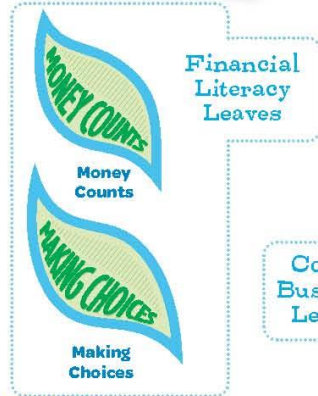 MONEY COUNTS
Money
Counts
Financial
Literacy
Leaves
MAKING CHOICES
Making
Choices